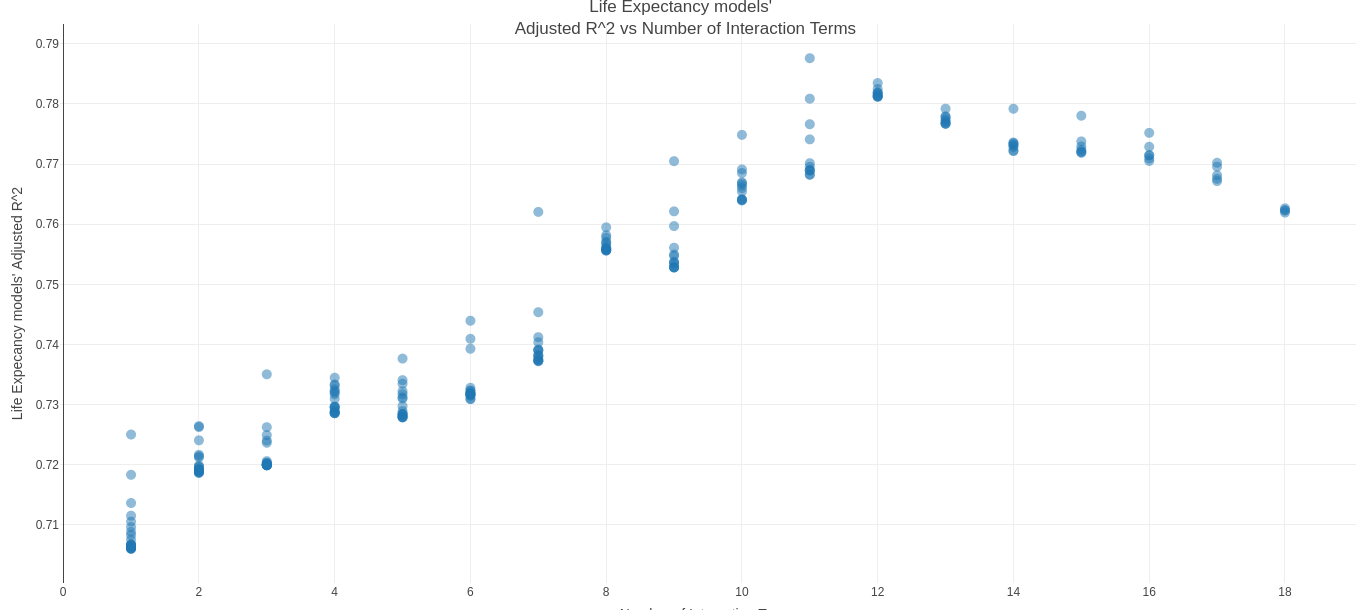 Life Expectancy models'
Adjusted R^2 vs Number of Interaction Terms
Life Expecancy models' Adjusted R^2
0.79
0.78
0.77
0.76
0.75
0.74
0.73
0.72
0.71
0 2 4 6 8 10 12 14 16 18